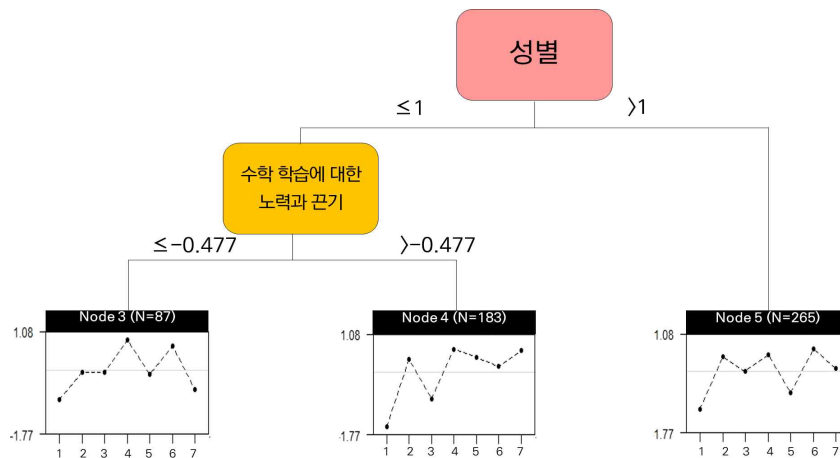 성별
≤1
〉1
수학 학습에 대한
노력과 끈기
≤-0.477
〉-0.477
Node 3 (N=87)
Node 4 (N=183)
Node 5 (N=265)
1.08
-1.77
1 2 3 4 5 6 7
1.08
1.77
1 2 3 4 5 6 7
1.08
1.77
1 2 3 4 5 6 7